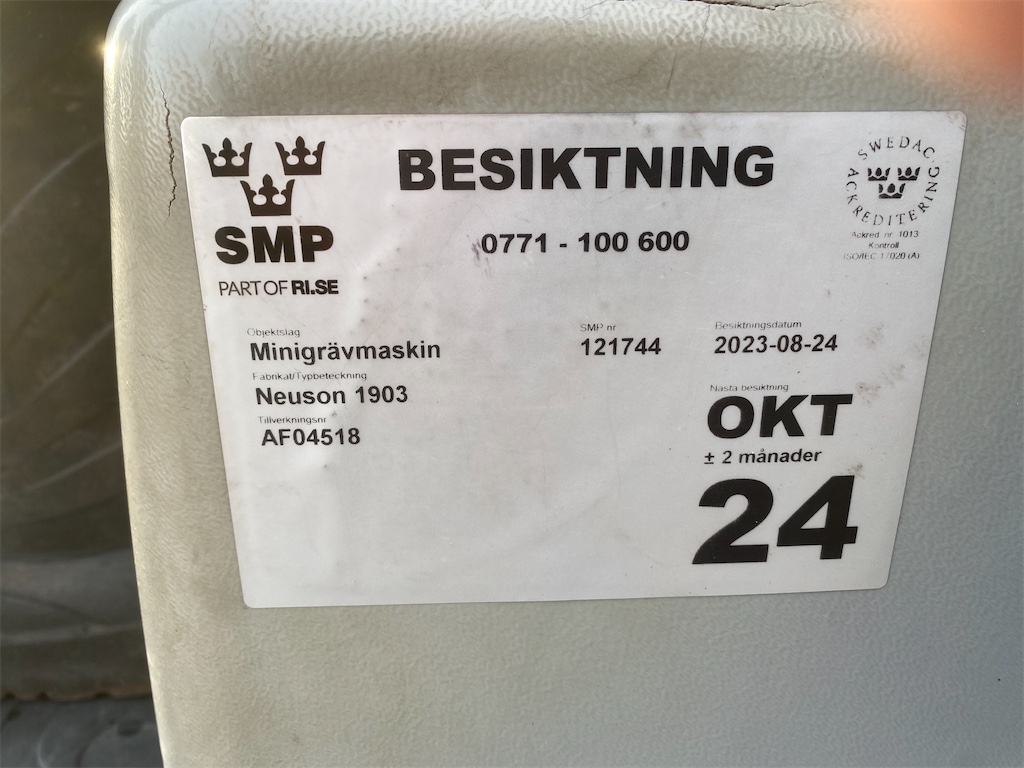 BESIKTNING
0771 - 100 600
SMP
PART OF RI.SE
SWEDAC
ACKREDITERING
Ackred. nr. 1013
Kontroll
ISO/IEC 17020 (A)
Objektslag
Minigrävmaskin
SMP nr
121744
Besiktningsdatum
2023-08-24
Fabrikat/Typbeteckning
Neuson 1903
Tillverkningsnr
AF04518
Nästa besiktning
OKT
± 2 månader
24